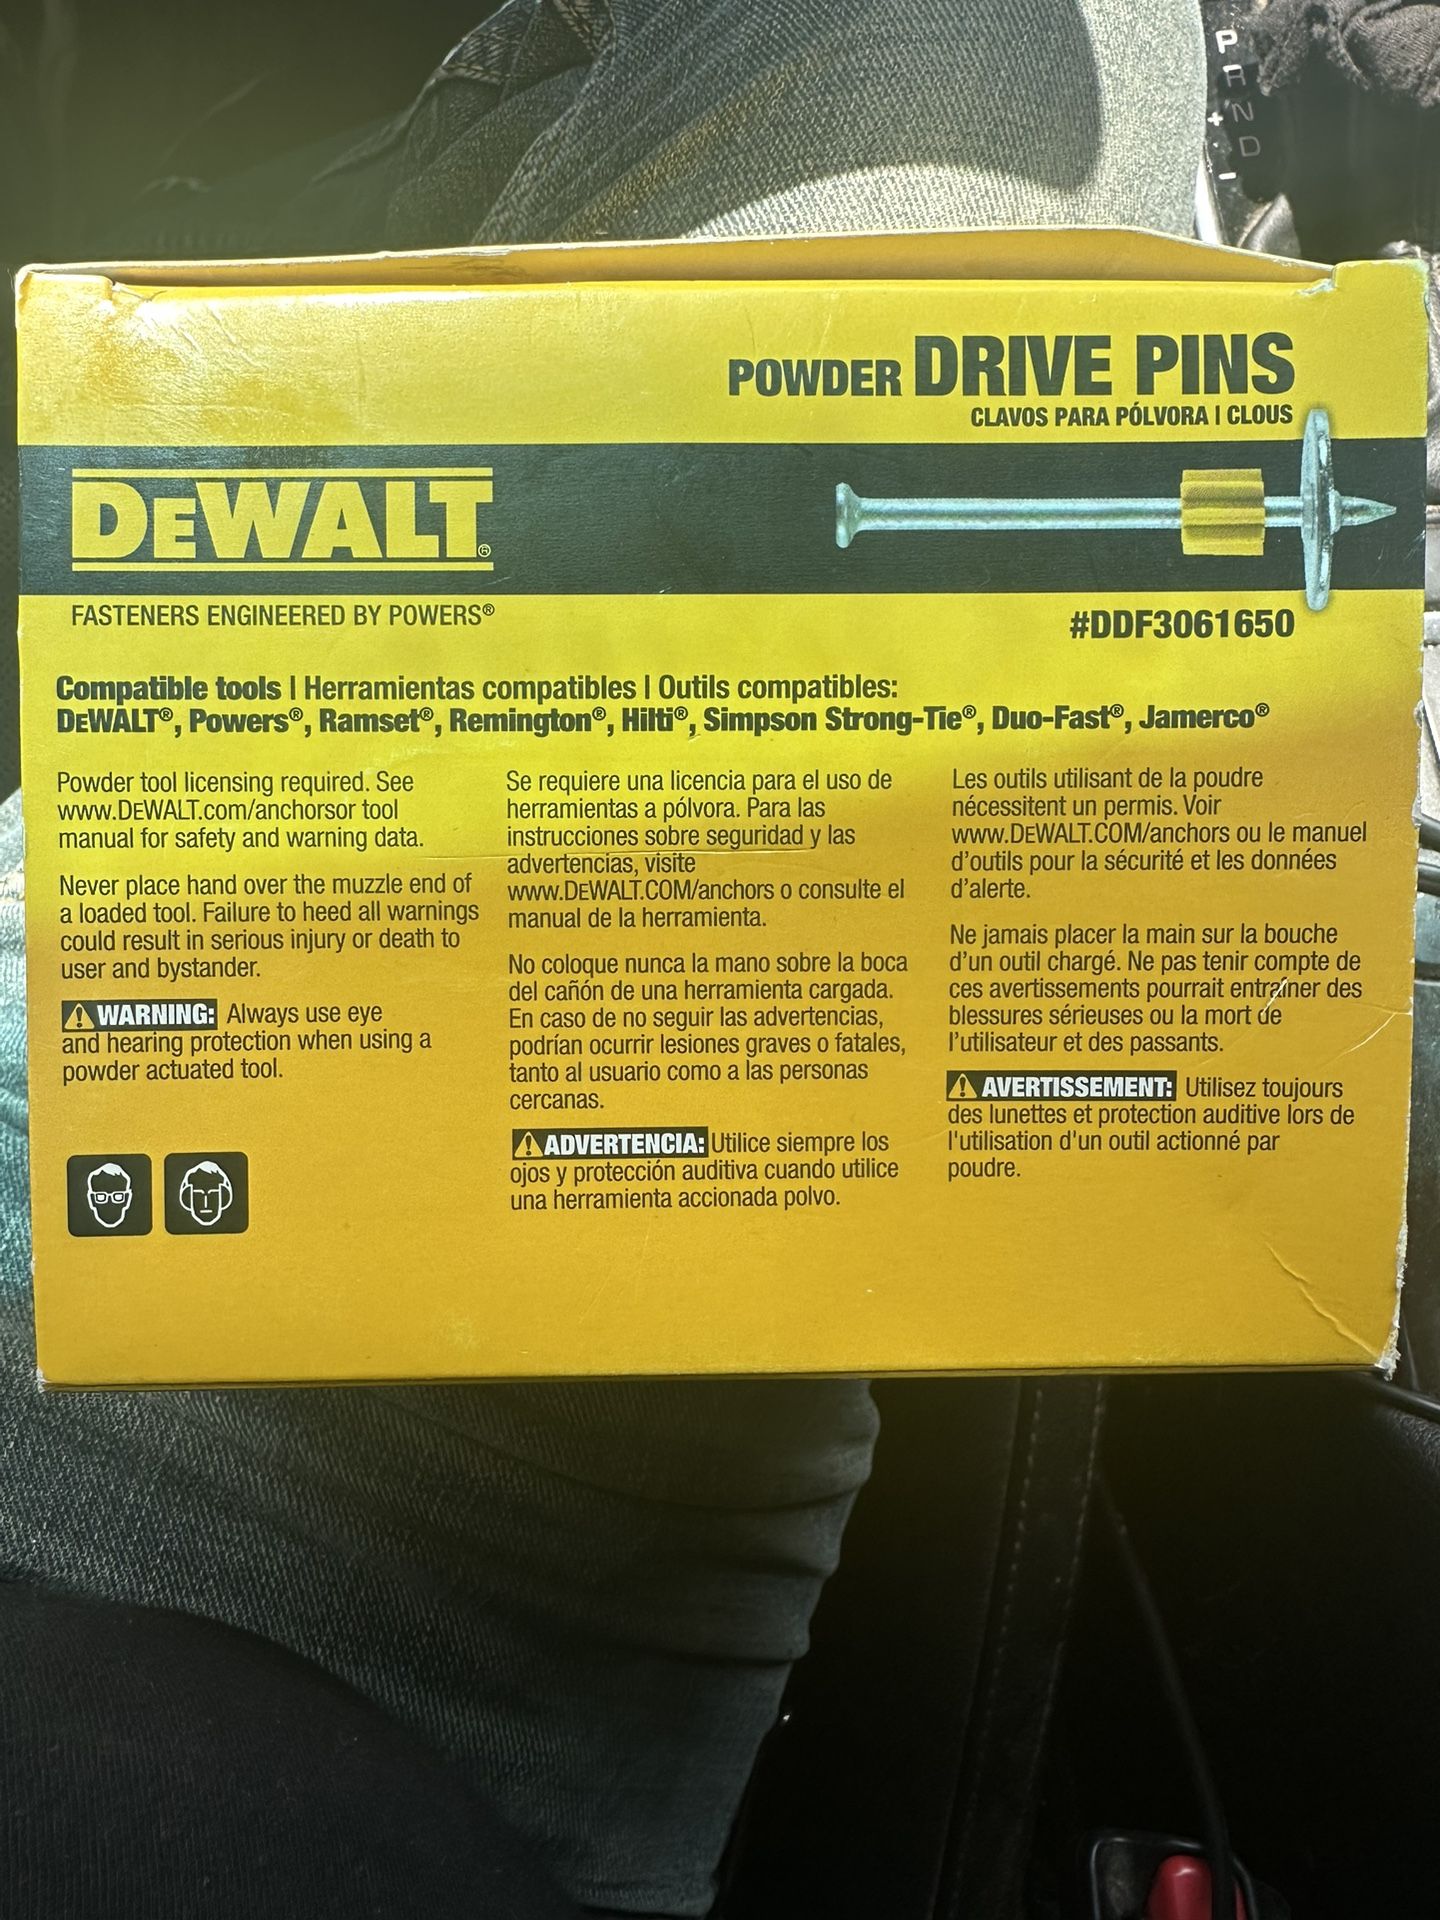 P
R
+ N
D
-
POWDER DRIVE PINS
CLAVOS PARA PÓLVORA | CLOUS
DEWALT®
FASTENERS ENGINEERED BY POWERS®
#DDF3061650
Compatible tools | Herramientas compatibles | Outils compatibles:
DEWALT®, Powers®, Ramset®, Remington®, Hilti®, Simpson Strong-Tie®, Duo-Fast®, Jamerco®
Powder tool licensing required. See
www.DEWALT.com/anchorsor tool
manual for safety and warning data.
Never place hand over the muzzle end of
a loaded tool. Failure to heed all warnings
could result in serious injury or death to
user and bystander.
WARNING: Always use eye
and hearing protection when using a
powder actuated tool.
Se requiere una licencia para el uso de
herramientas a pólvora. Para las
instrucciones sobre seguridad y las
advertencias, visite
www.DEWALT.COM/anchors o consulte el
manual de la herramienta.
No coloque nunca la mano sobre la boca
del cañón de una herramienta cargada.
En caso de no seguir las advertencias,
podrían ocurrir lesiones graves o fatales,
tanto al usuario como a las personas
cercanas.
ADVERTENCIA: Utilice siempre los
ojos y protección auditiva cuando utilice
una herramienta accionada polvo.
Les outils utilisant de la poudre
nécessitent un permis. Voir
www.DEWALT.COM/anchors ou le manuel
d'outils pour la sécurité et les données
d'alerte.
Ne jamais placer la main sur la bouche
d'un outil chargé. Ne pas tenir compte de
ces avertissements pourrait entraîner des
blessures sérieuses ou la mort de
l'utilisateur et des passants.
AVERTISSEMENT: Utilisez toujours
des lunettes et protection auditive lors de
l'utilisation d'un outil actionné par
poudre.